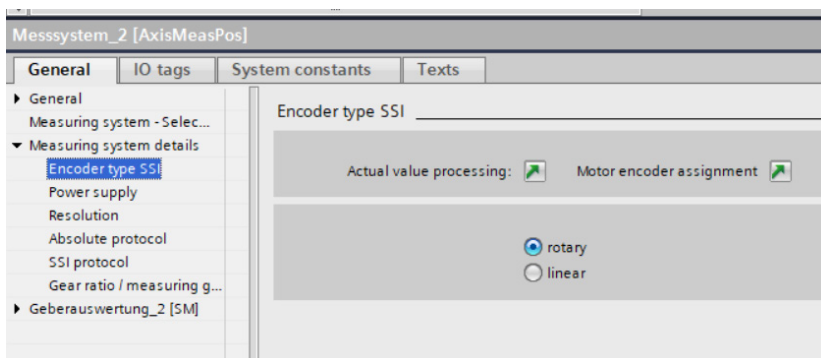 Messsystem_2 [AxisMeasPos]
General IO tags System constants Texts
General
Measuring system - Selec...
Measuring system details
Encoder type SSI
Power supply
Resolution
Absolute protocol
SSI protocol
Gear ratio / measuring g...
Geberauswertung_2 [SM]
Encoder type SSI
Actual value processing: Motor encoder assignment
rotary
linear